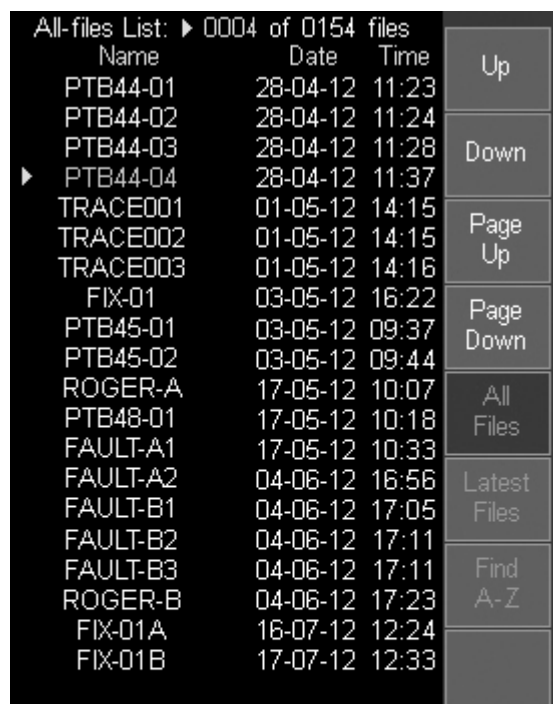 All-files List: ▶ 0004 of 0154 files
Name Date Time
PTB44-01 28-04-12 11:23
PTB44-02 28-04-12 11:24
PTB44-03 28-04-12 11:28
▶ PTB44-04 28-04-12 11:37
TRACE001 01-05-12 14:15
TRACE002 01-05-12 14:15
TRACE003 01-05-12 14:16
FIX-01 03-05-12 16:22
PTB45-01 03-05-12 09:37
PTB45-02 03-05-12 09:44
ROGER-A 17-05-12 10:07
PTB48-01 17-05-12 10:18
FAULT-A1 17-05-12 10:33
FAULT-A2 04-06-12 16:56
FAULT-B1 04-06-12 17:05
FAULT-B2 04-06-12 17:11
FAULT-B3 04-06-12 17:11
ROGER-B 04-06-12 17:23
FIX-01A 16-07-12 12:24
FIX-01B 17-07-12 12:33
Up
Down
Page
Up
Page
Down
All
Files
Latest
Files
Find
A-Z